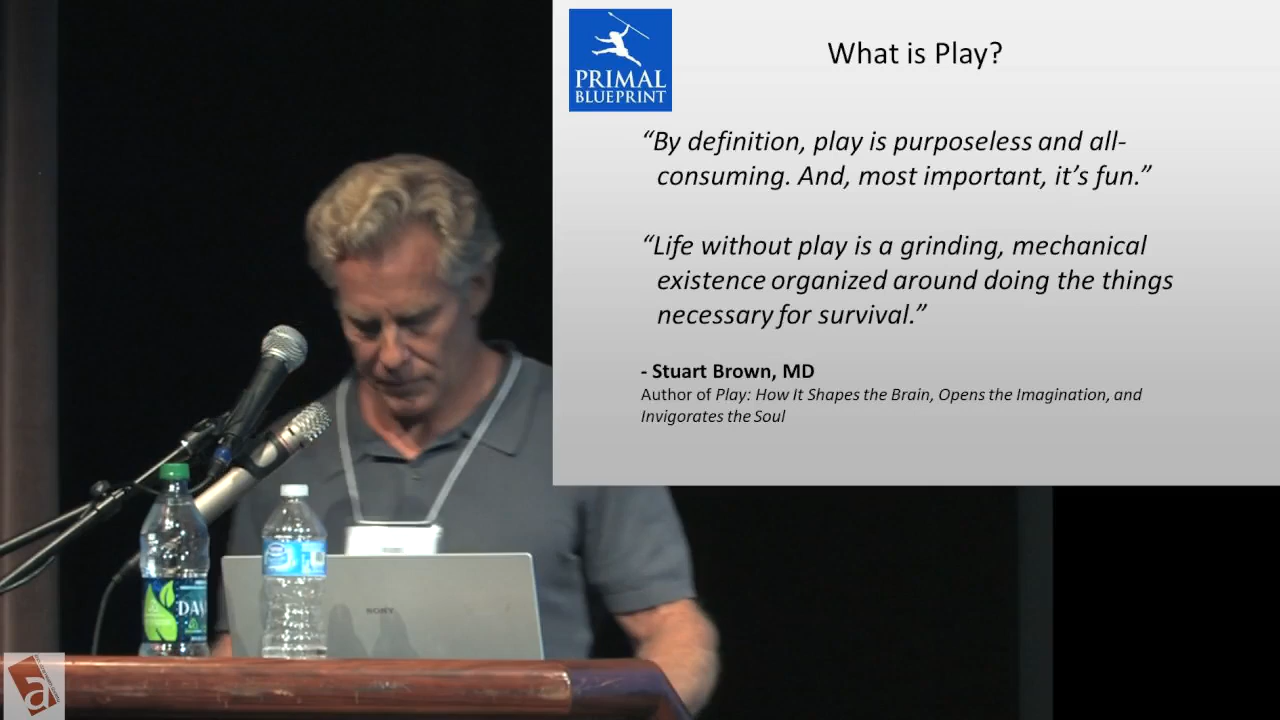 PRIMAL
BLUEPRINT
What is Play?
“By definition, play is purposeless and all-
consuming. And, most important, it’s fun.”
“Life without play is a grinding, mechanical
existence organized around doing the things
necessary for survival.”
- Stuart Brown, MD
Author of Play: How It Shapes the Brain, Opens the Imagination, and
Invigorates the Soul
SONY
a